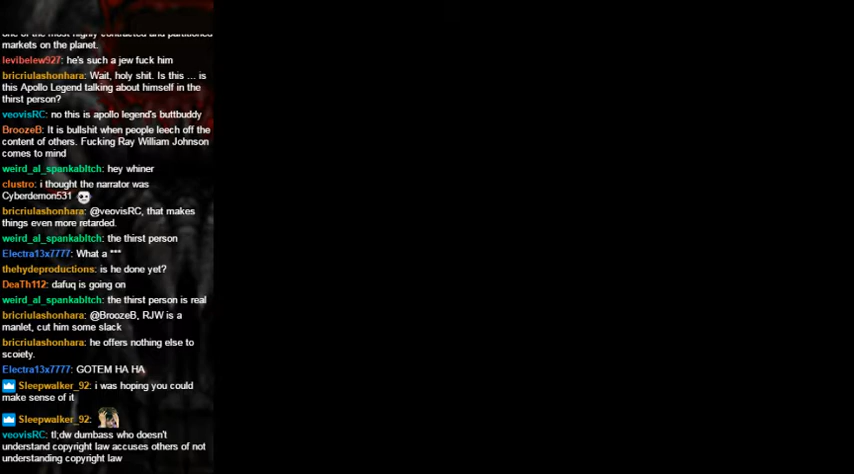 one of the most highly contracted and partitioned
markets on the planet.
levibelew927: he's such a jew fuck him
bricriulashonhara: Wait, holy shit. Is this ... is
this Apollo Legend talking about himself in the
thirst person?
veovisRC: no this is apollo legend's buttbuddy
BroozeB: It is bullshit when people leech off the
content of others. Fucking Ray William Johnson
comes to mind
weird_al_spankabltch: hey whiner
clustro: i thought the narrator was
Cyberdemon531
bricriulashonhara: @veovisRC, that makes
things even more retarded.
weird_al_spankabltch: the thirst person
Electra13x7777: What a ***
thehydeproductions: is he done yet?
DeaTh112: dafuq is going on
weird_al_spankabltch: the thirst person is real
bricriulashonhara: @BroozeB, RJW is a
manlet, cut him some slack
bricriulashonhara: he offers nothing else to
scoiety.
Electra13x7777: GOTEM HA HA
Sleepwalker_92: i was hoping you could
make sense of it
Sleepwalker_92:
veovisRC: tl;dw dumbass who doesn't
understand copyright law accuses others of not
understanding copyright law